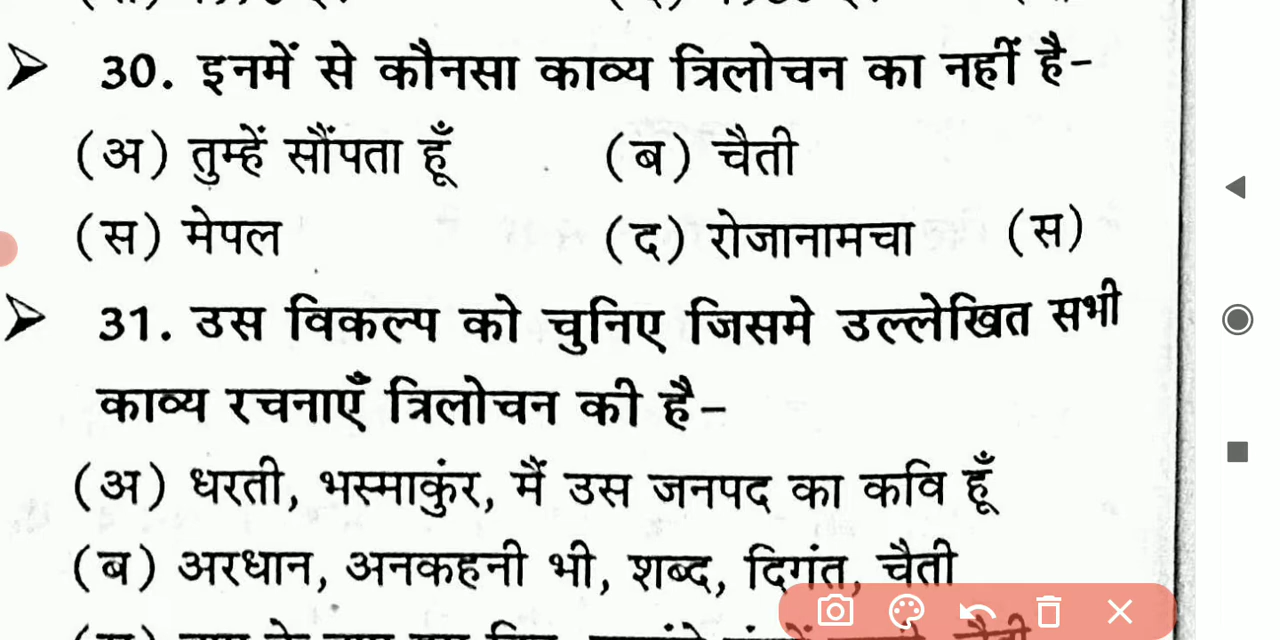 30. इनमें से कौनसा काव्य त्रिलोचन का नहीं है-
(अ) तुम्हें सौंपता हूँ (ब) चैती
(स) मेपल (द) रोजानामचा (स)
31. उस विकल्प को चुनिए जिसमे उल्लेखित सभी
काव्य रचनाएँ त्रिलोचन की है-
(अ) धरती, भस्माकुंर, मैं उस जनपद का कवि हूँ
(ब) अरधान, अनकहनी भी, शब्द, दिगंत, चैती